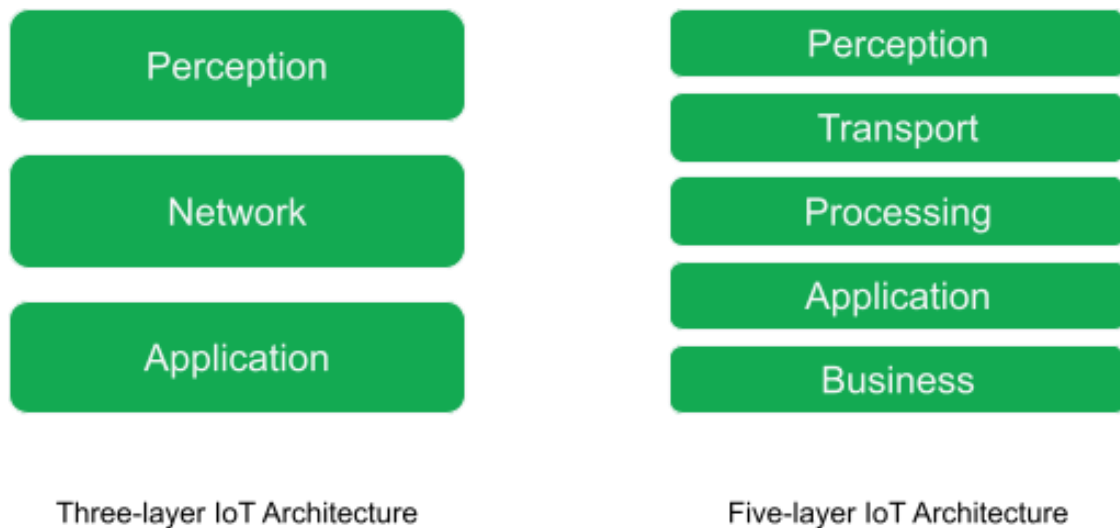 Perception
Network
Application
Three-layer IoT Architecture
Perception
Transport
Processing
Application
Business
Five-layer IoT Architecture